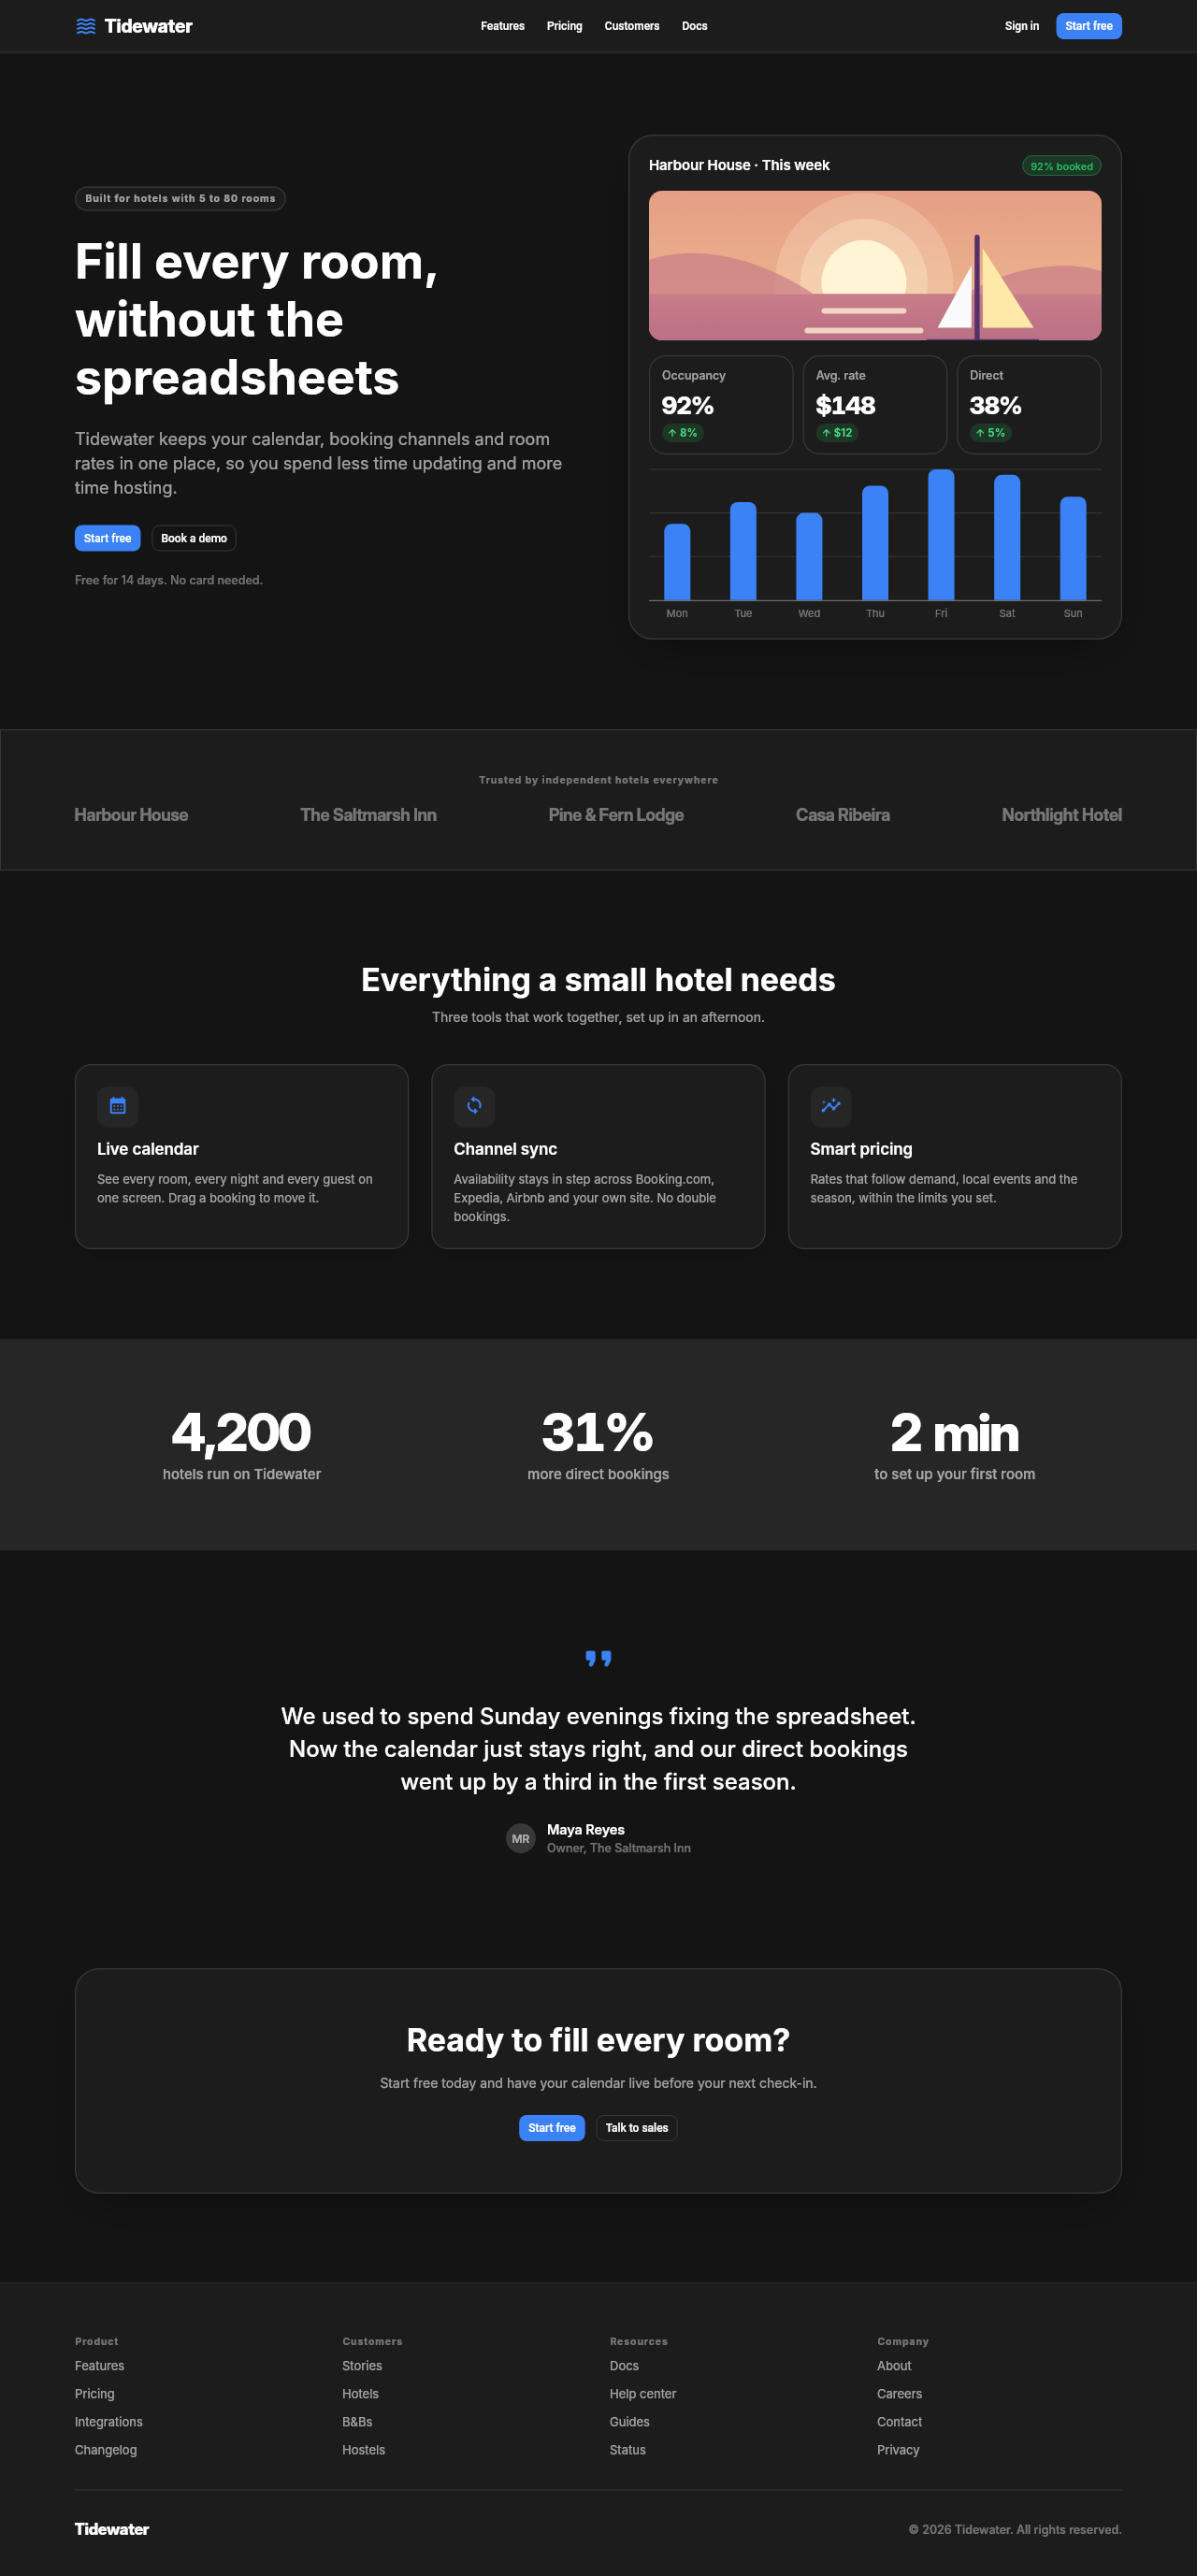 Tidewater
Features Pricing Customers Docs
Sign in Start free
Built for hotels with 5 to 80 rooms
Fill every room,
without the
spreadsheets
Tidewater keeps your calendar, booking channels and room
rates in one place, so you spend less time updating and more
time hosting.
Start free Book a demo
Free for 14 days. No card needed.
Harbour House · This week 92% booked
Occupancy Avg. rate Direct
92% $148 38%
↑ 8% ↑ $12 ↑ 5%
Mon Tue Wed Thu Fri Sat Sun
Trusted by independent hotels everywhere
Harbour House The Saltmarsh Inn Pine & Fern Lodge Casa Ribeira Northlight Hotel
Everything a small hotel needs
Three tools that work together, set up in an afternoon.
Live calendar
See every room, every night and every guest on
one screen. Drag a booking to move it.
Channel sync
Availability stays in step across Booking.com,
Expedia, Airbnb and your own site. No double
bookings.
Smart pricing
Rates that follow demand, local events and the
season, within the limits you set.
4,200
hotels run on Tidewater
31%
more direct bookings
2 min
to set up your first room
We used to spend Sunday evenings fixing the spreadsheet.
Now the calendar just stays right, and our direct bookings
went up by a third in the first season.
MR
Maya Reyes
Owner, The Saltmarsh Inn
Ready to fill every room?
Start free today and have your calendar live before your next check-in.
Start free Talk to sales
Product
Features
Pricing
Integrations
Changelog
Customers
Stories
Hotels
B&Bs
Hostels
Resources
Docs
Help center
Guides
Status
Company
About
Careers
Contact
Privacy
Tidewater
© 2026 Tidewater. All rights reserved.